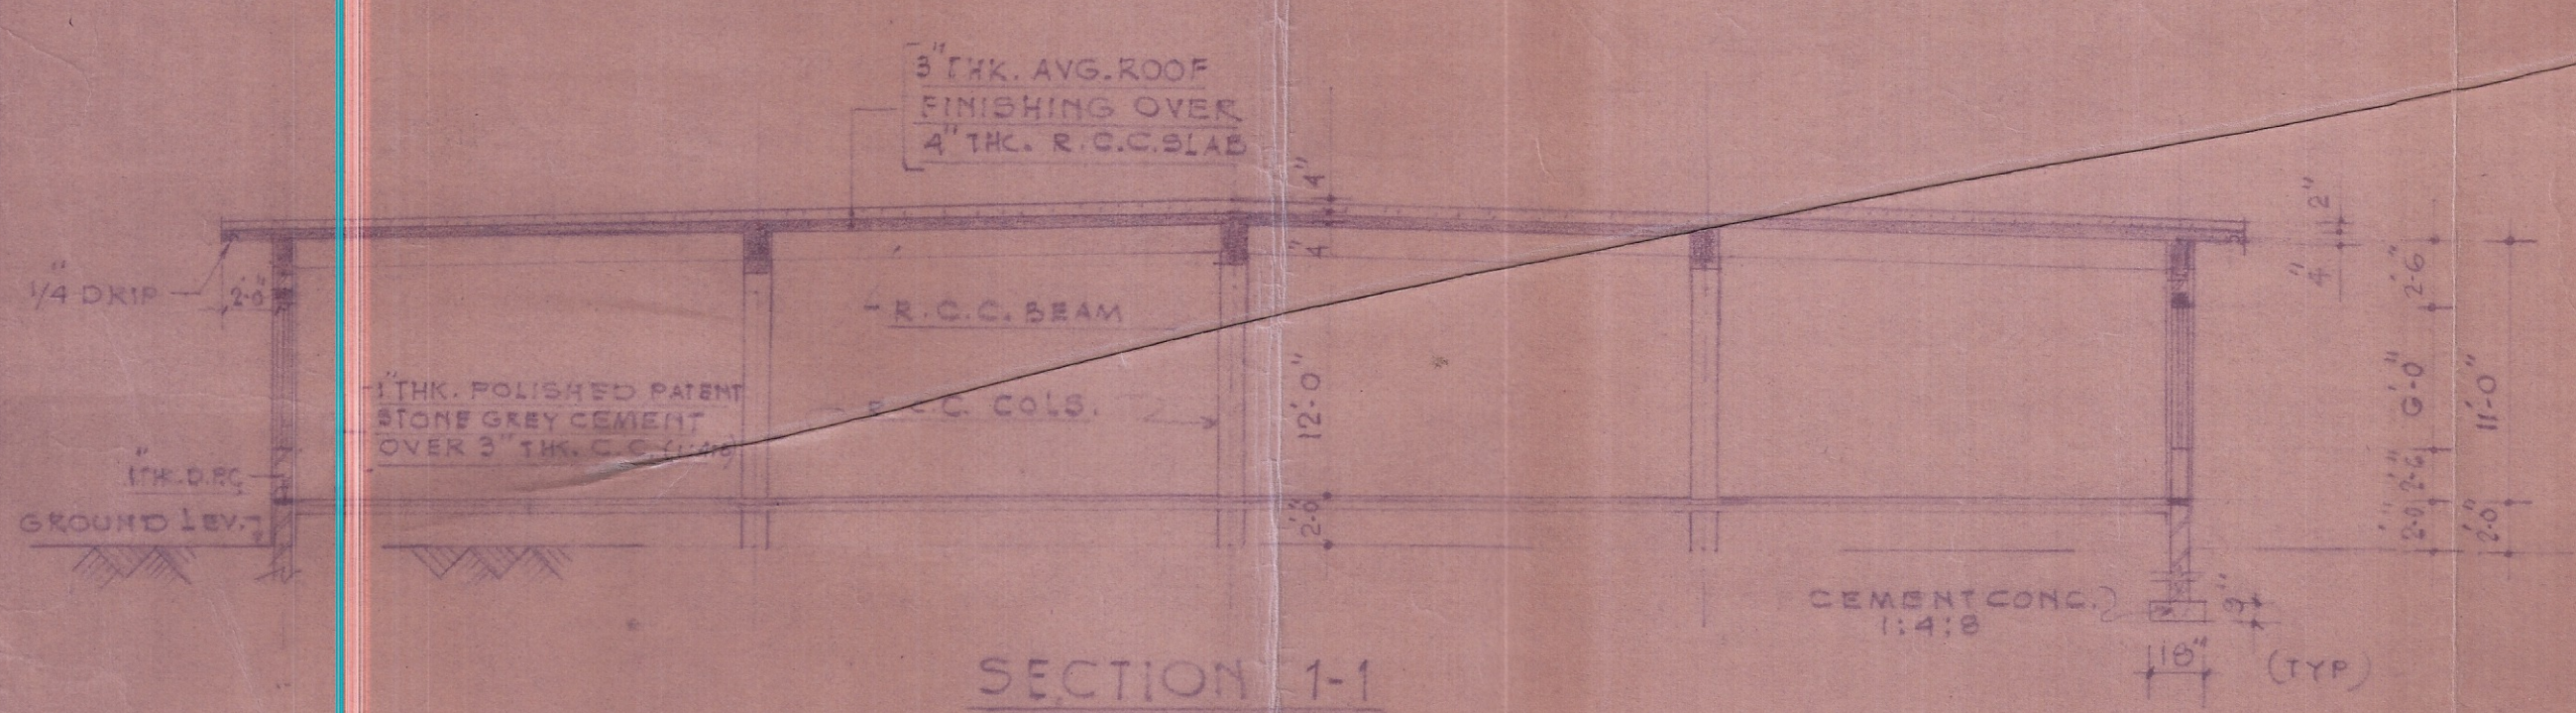 3" THK. AVG. ROOF
FINISHING OVER
4" THK. R.C.C. SLAB
4"
4"
2"
4"
1/4" DRIP
2'-0"
R.C.C. BEAM
2'-6"
1" THK. POLISHED PATENT
STONE GREY CEMENT
OVER 3" THK. C.C. (1:4:8)
R.C.C. COLS.
12'-0"
6'-0"
11'-0"
1" THK. D.P.C
2'-6"
GROUND LEV.
2'-0"
2'-0"
2'-0"
CEMENT CONC.
1:4:8
9"
18"
(TYP)
SECTION 1-1